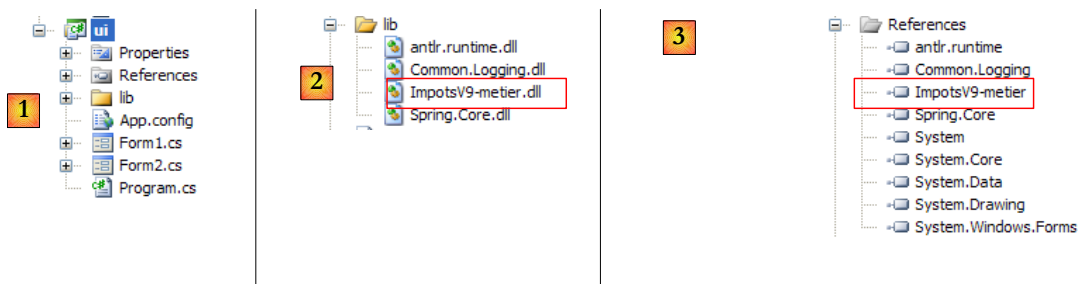 1
ui
Properties
References
lib
App.config
Form1.cs
Form2.cs
Program.cs
2
lib
antlr.runtime.dll
Common.Logging.dll
ImpotsV9-metier.dll
Spring.Core.dll
3
References
antlr.runtime
Common.Logging
ImpotsV9-metier
Spring.Core
System
System.Core
System.Data
System.Drawing
System.Windows.Forms